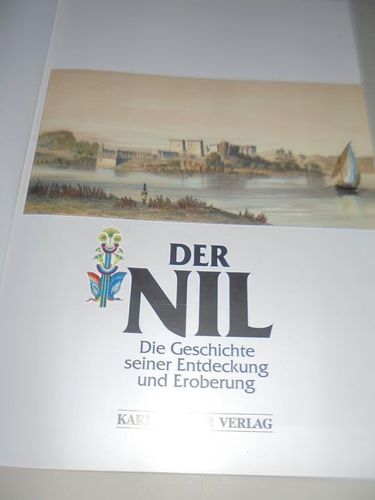 DER
NIL
Die Geschichte
seiner Entdeckung
und Eroberung
VERLAG